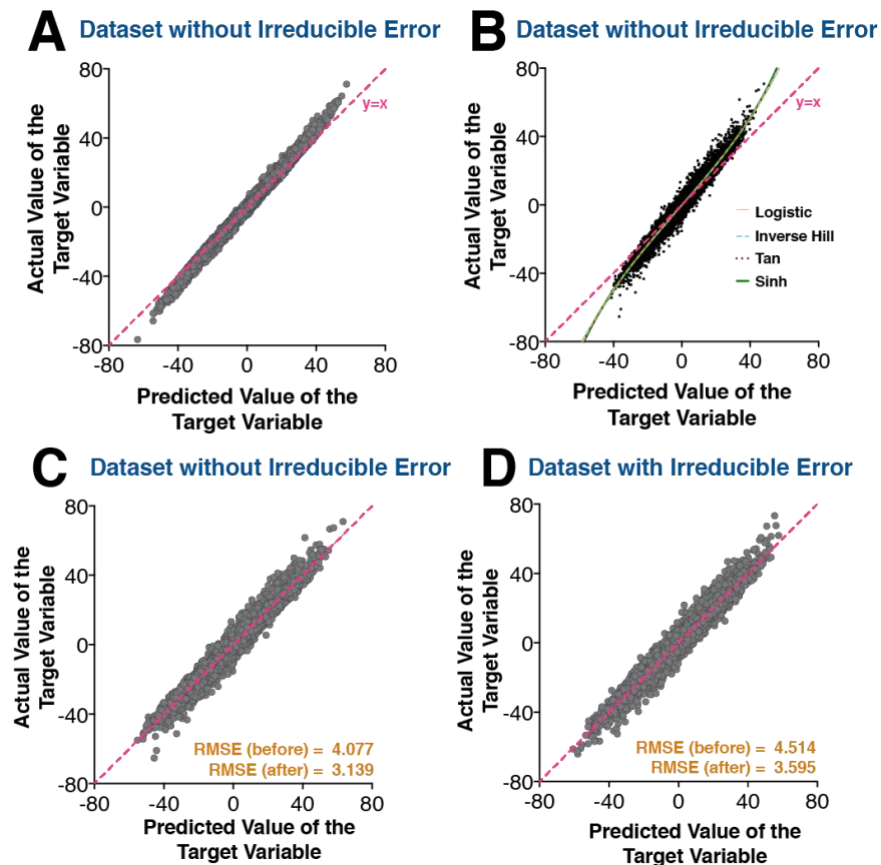 A Dataset without Irreducible Error
80
40
0
-40
-80
-80
-40
0
40
80
y=x
Actual Value of the
Target Variable
Predicted Value of the
Target Variable
B Dataset without Irreducible Error
80
40
0
-40
-80
-80
-40
0
40
80
y=x
Logistic
Inverse Hill
Tan
Sinh
Actual Value of the
Target Variable
Predicted Value of the
Target Variable
C Dataset without Irreducible Error
80
40
0
-40
-80
-80
-40
0
40
80
RMSE (before) = 4.077
RMSE (after) = 3.139
Actual Value of the
Target Variable
Predicted Value of the
Target Variable
D Dataset with Irreducible Error
80
40
0
-40
-80
-80
-40
0
40
80
RMSE (before) = 4.514
RMSE (after) = 3.595
Actual Value of the
Target Variable
Predicted Value of the
Target Variable